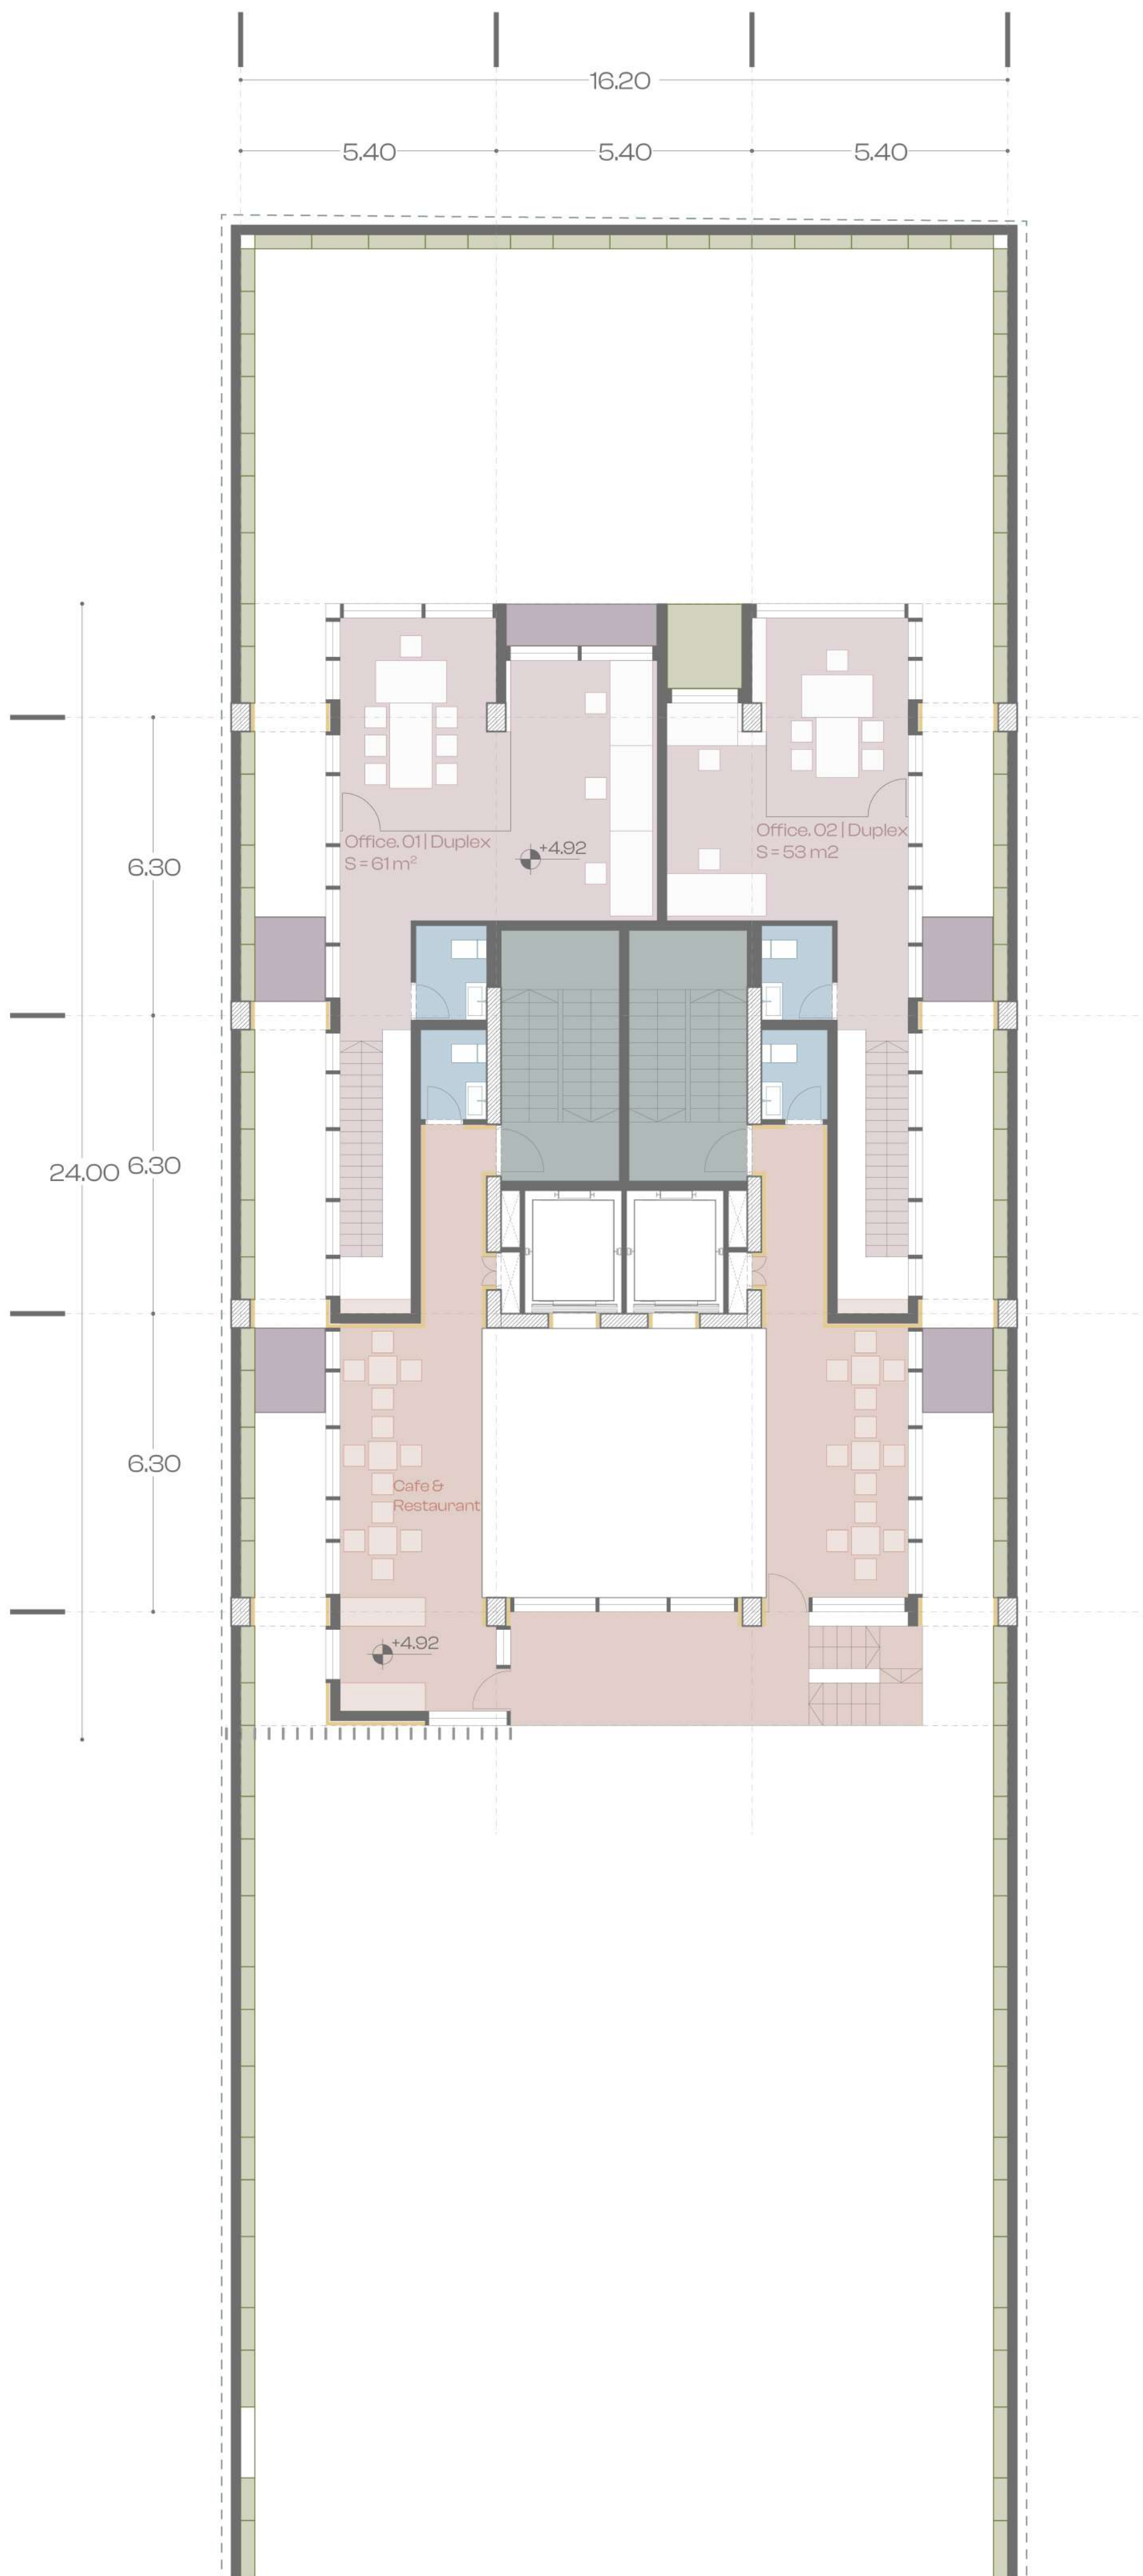 16.20
5.40
5.40
5.40
Office. 01 | Duplex
S = 61 m²
+4.92
Office. 02 | Duplex
S = 53 m2
6.30
24.00
6.30
6.30
Cafe &
Restaurant
+4.92